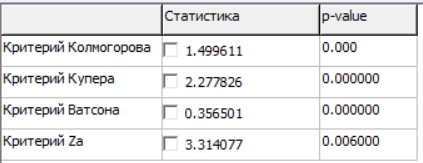 Статистика p-value
Критерий Колмогорова 1.499611 0.000
Критерий Купера 2.277826 0.000000
Критерий Ватсона 0.356501 0.000000
Критерий Za 3.314077 0.006000